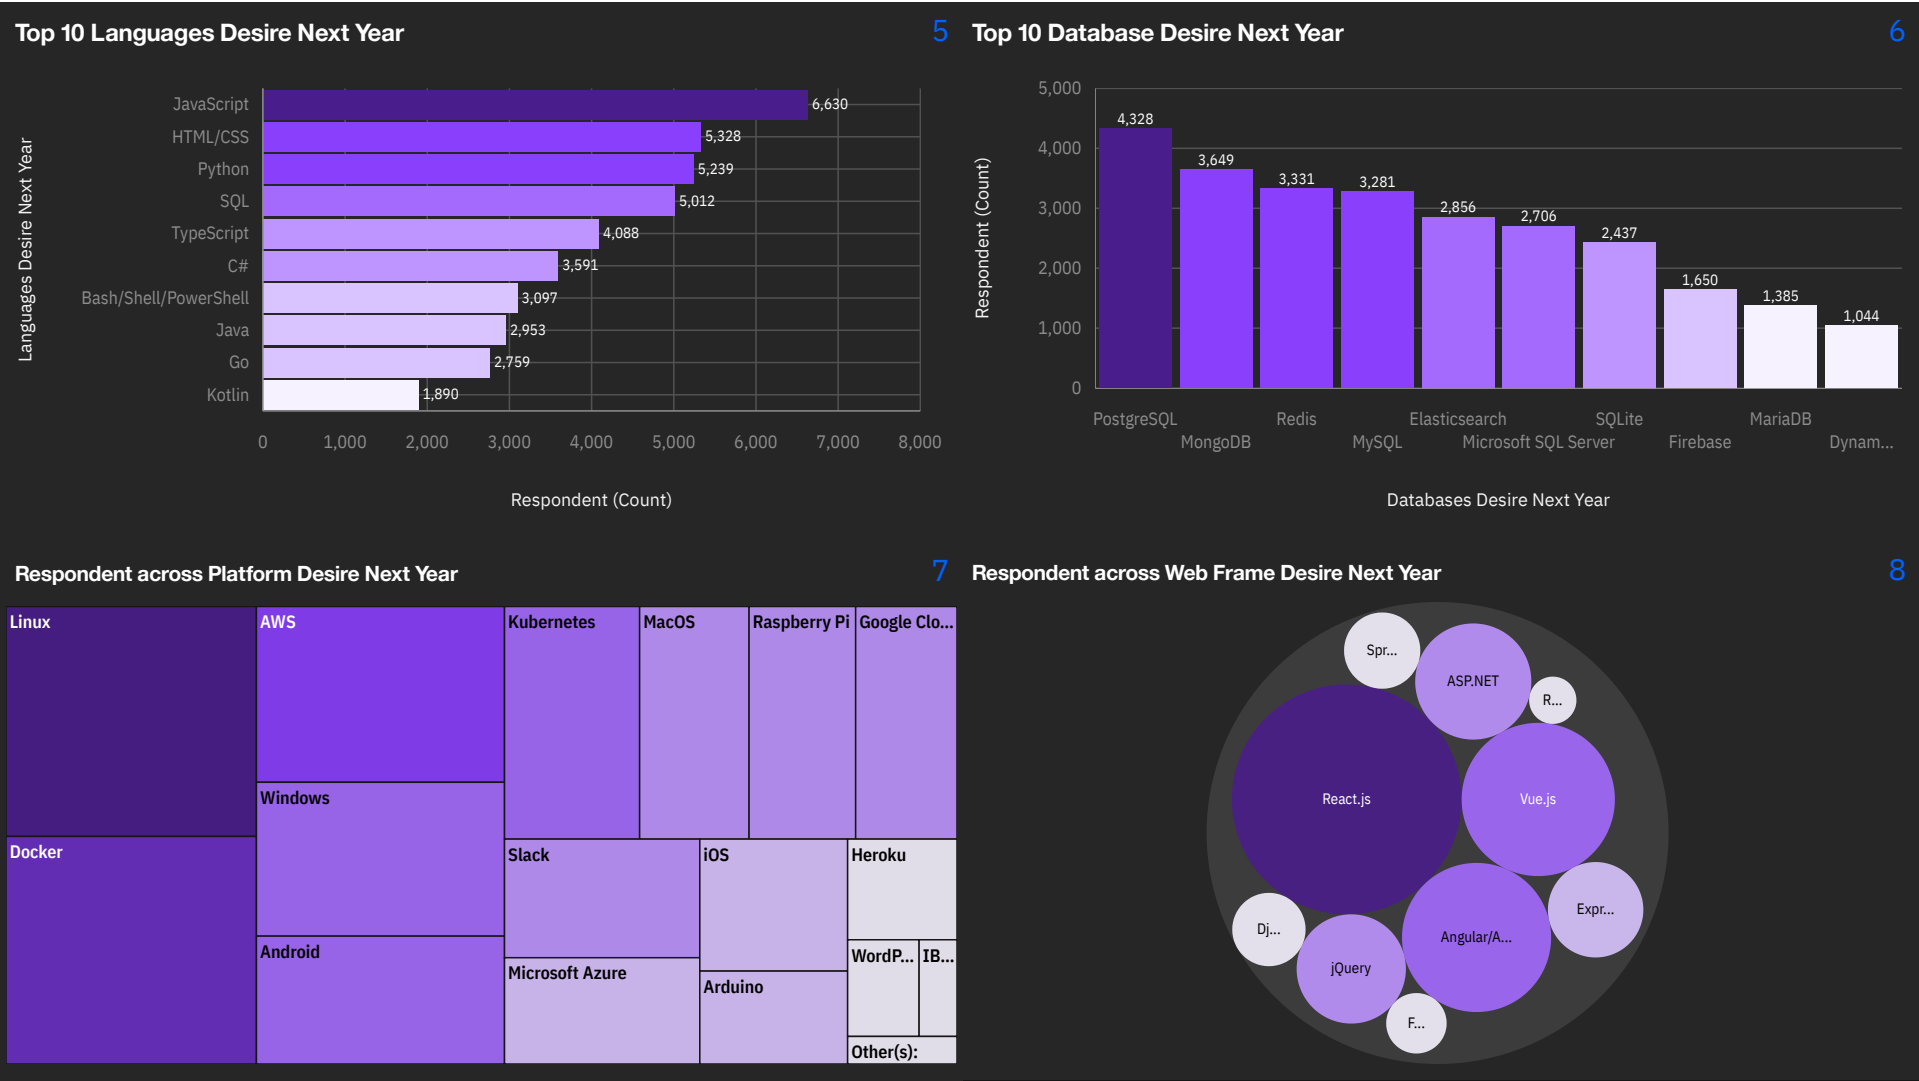 Top 10 Languages Desire Next Year
5
Languages Desire Next Year
JavaScript 6,630
HTML/CSS 5,328
Python 5,239
SQL 5,012
TypeScript 4,088
C# 3,591
Bash/Shell/PowerShell 3,097
Java 2,953
Go 2,759
Kotlin 1,890
0 1,000 2,000 3,000 4,000 5,000 6,000 7,000 8,000
Respondent (Count)
Top 10 Database Desire Next Year
6
Respondent (Count)
5,000
4,000
3,000
2,000
1,000
0
4,328
3,649
3,331
3,281
2,856
2,706
2,437
1,650
1,385
1,044
PostgreSQL Redis Elasticsearch SQLite MariaDB
MongoDB MySQL Microsoft SQL Server Firebase Dynam...
Databases Desire Next Year
Respondent across Platform Desire Next Year
7
Linux
Docker
AWS
Windows
Android
Kubernetes
MacOS
Raspberry Pi
Google Clo...
Slack
Microsoft Azure
iOS
Arduino
Heroku
WordP...
IB...
Other(s):
Respondent across Web Frame Desire Next Year
8
Spr...
ASP.NET
R...
React.js
Vue.js
Expr...
Dj...
Angular/A...
jQuery
F...